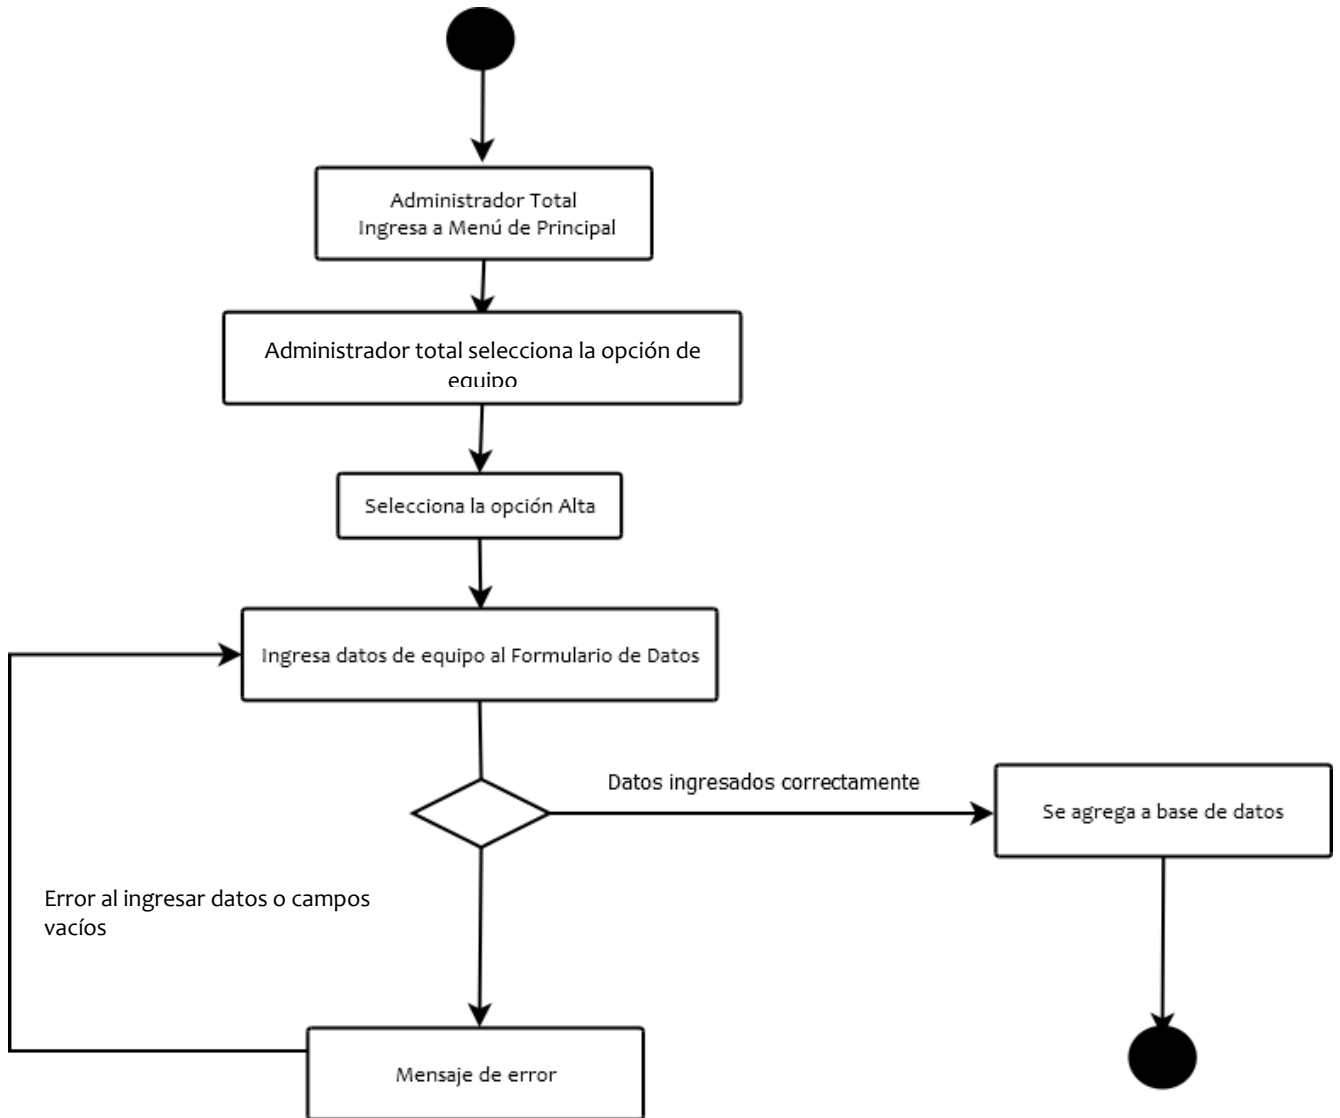 Administrador Total
Ingresa a Menú de Principal
Administrador total selecciona la opción de
equipo
Selecciona la opción Alta
Ingresa datos de equipo al Formulario de Datos
Datos ingresados correctamente
Se agrega a base de datos
Error al ingresar datos o campos
vacíos
Mensaje de error